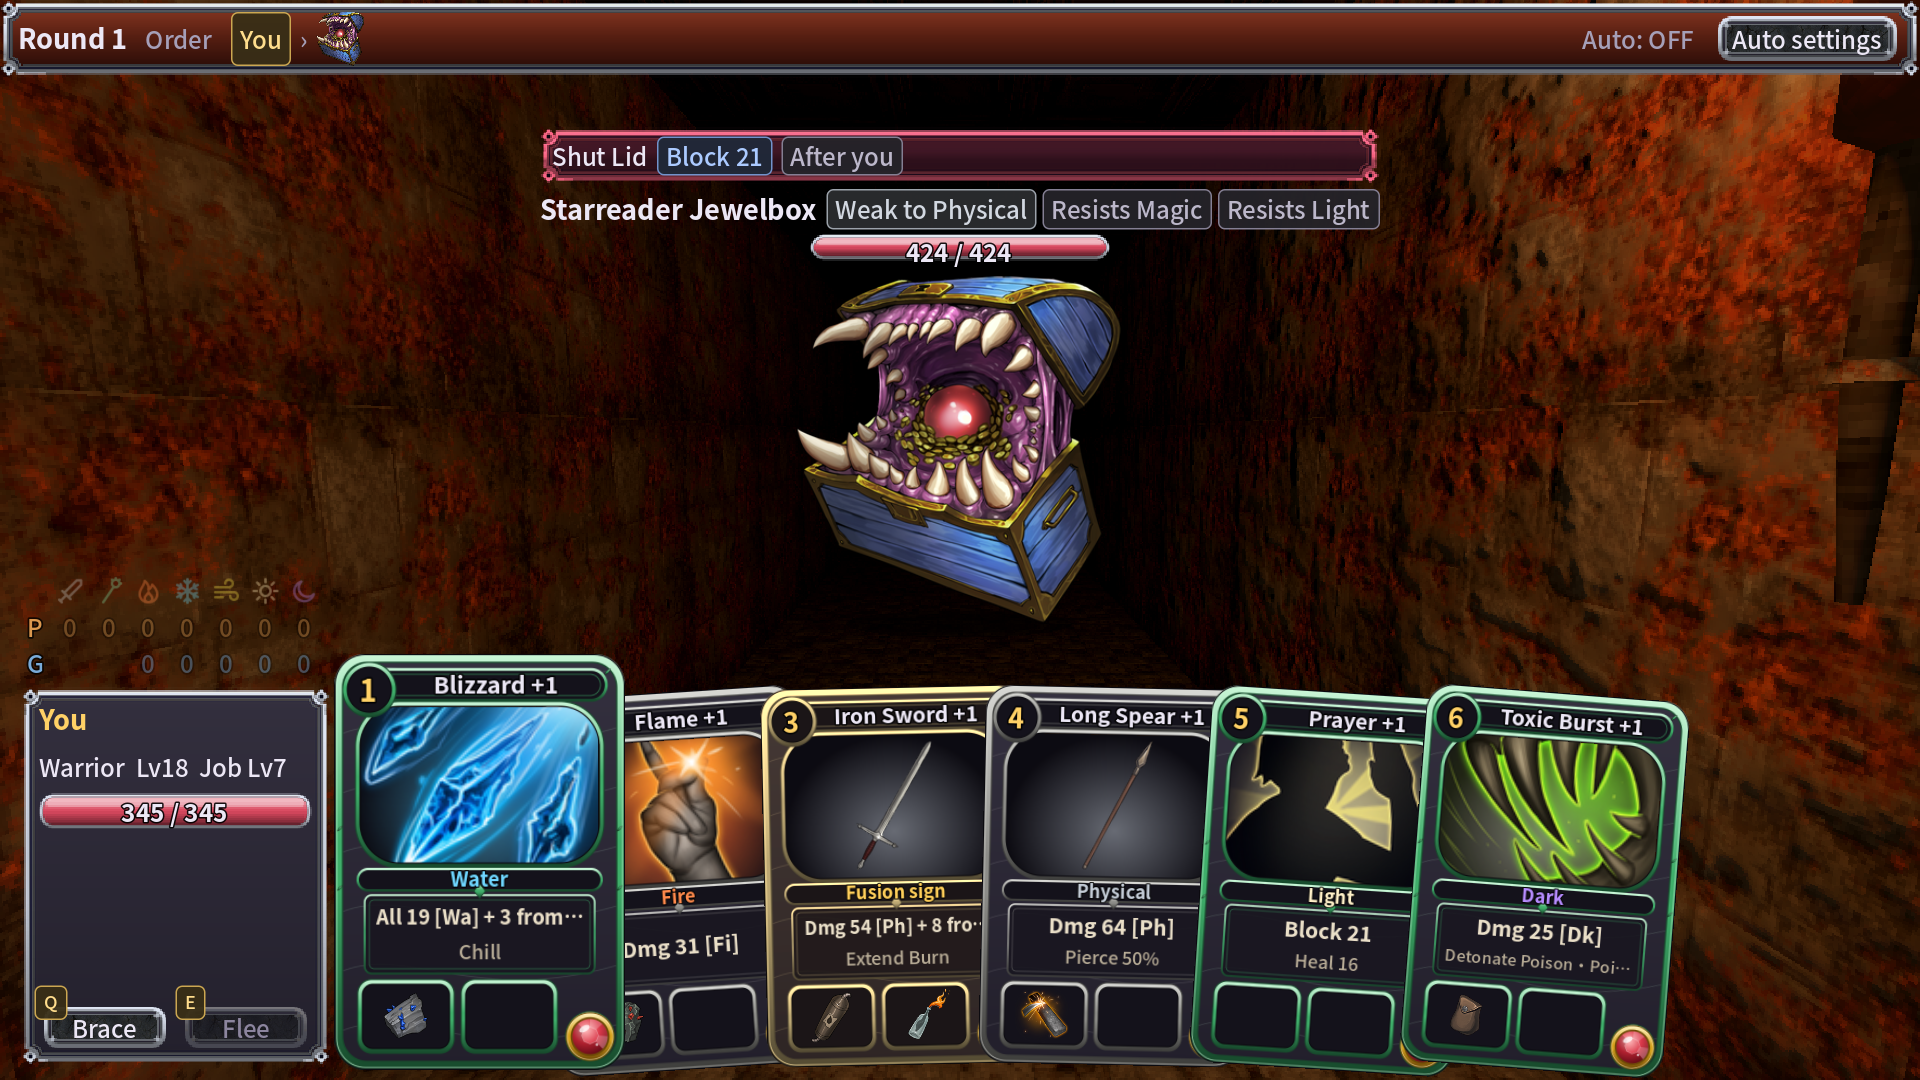 Round 1 Order You › Auto: OFF Auto settings
Shut Lid Block 21 After you
Starreader Jewelbox Weak to Physical Resists Magic Resists Light
424 / 424
P 0 0 0 0 0 0 0
G 0 0 0 0 0
You
Warrior Lv18 Job Lv7
345 / 345
Q E
Brace Flee
1 Blizzard +1
Water
All 19 [Wa] + 3 from…
Chill
Flame +1
Fire
Dmg 31 [Fi]
3 Iron Sword +1
Fusion sign
Dmg 54 [Ph] + 8 fro…
Extend Burn
4 Long Spear +1
Physical
Dmg 64 [Ph]
Pierce 50%
5 Prayer +1
Light
Block 21
Heal 16
6 Toxic Burst +1
Dark
Dmg 25 [Dk]
Detonate Poison・Poi…